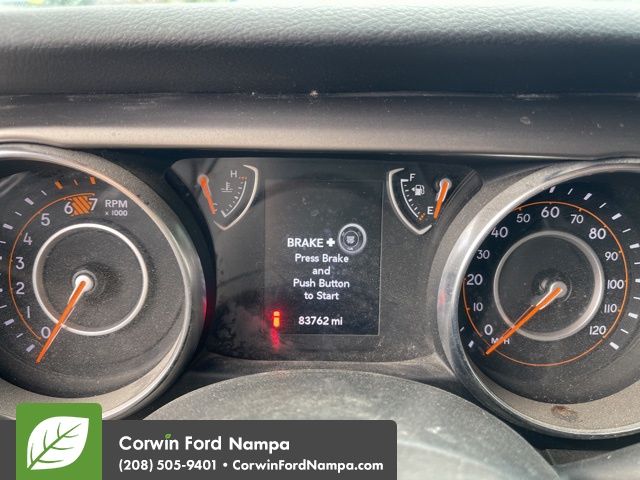 RPM
x 1000
0
1
2
3
4
5
6
7
H
F
E
BRAKE +
Press Brake
and
Push Button
to Start
83762 mi
0
20
40
60
80
100
120
30
50
70
90
110
MPH
Corwin Ford Nampa
(208) 505-9401 • CorwinFordNampa.com